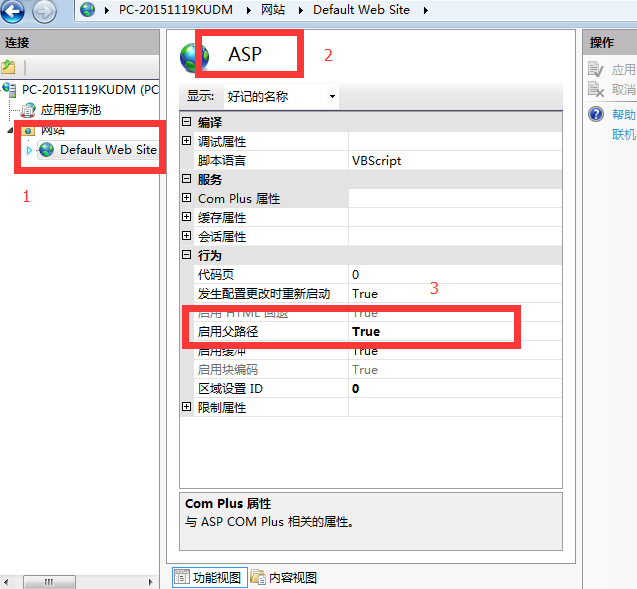 PC-20151119KUDM ▸ 网站 ▸ Default Web Site ▸
连接
PC-20151119KUDM (PC
应用程序池
网站
Default Web Site
1
ASP
2
显示: 好记的名称
编译
调试属性
脚本语言 VBScript
服务
Com Plus 属性
缓存属性
会话属性
行为
代码页 0
发生配置更改时重新启动 True
3
启用 HTML 回退 True
启用父路径 True
启用缓冲 True
启用块编码 True
区域设置 ID 0
限制属性
Com Plus 属性
与 ASP COM Plus 相关的属性。
功能视图 内容视图
操作
应用
取消
帮助
联机